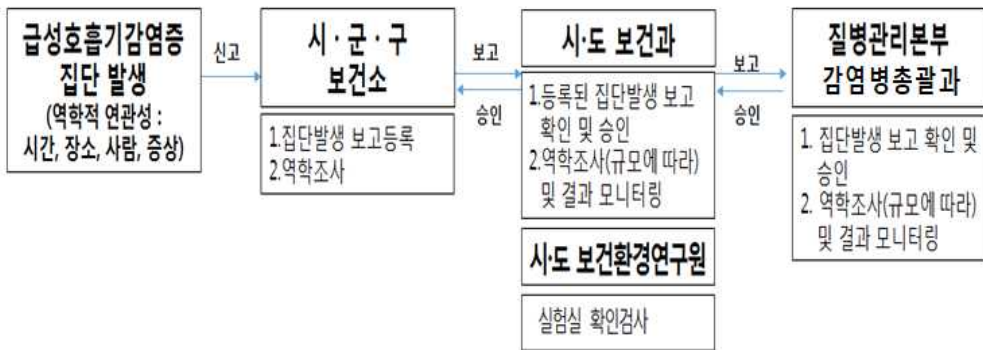 급성호흡기감염증
집단 발생
(역학적 연관성 :
시간, 장소, 사람, 증상)
신고
시·군·구
보건소
1.집단발생 보고등록
2.역학조사
보고
승인
시·도 보건과
1.등록된 집단발생 보고
확인 및 승인
2.역학조사(규모에 따라)
및 결과 모니터링
시·도 보건환경연구원
실험실 확인검사
보고
승인
질병관리본부
감염병총괄과
1. 집단발생 보고 확인 및
승인
2. 역학조사(규모에 따라)
및 결과 모니터링